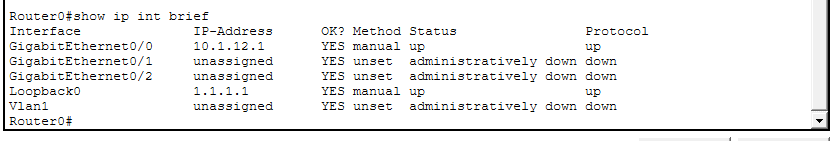 Router0#show ip int brief
Interface              IP-Address      OK? Method Status                Protocol
GigabitEthernet0/0     10.1.12.1       YES manual up                    up
GigabitEthernet0/1     unassigned      YES unset  administratively down down
GigabitEthernet0/2     unassigned      YES unset  administratively down down
Loopback0              1.1.1.1         YES manual up                    up
Vlan1                  unassigned      YES unset  administratively down down
Router0#